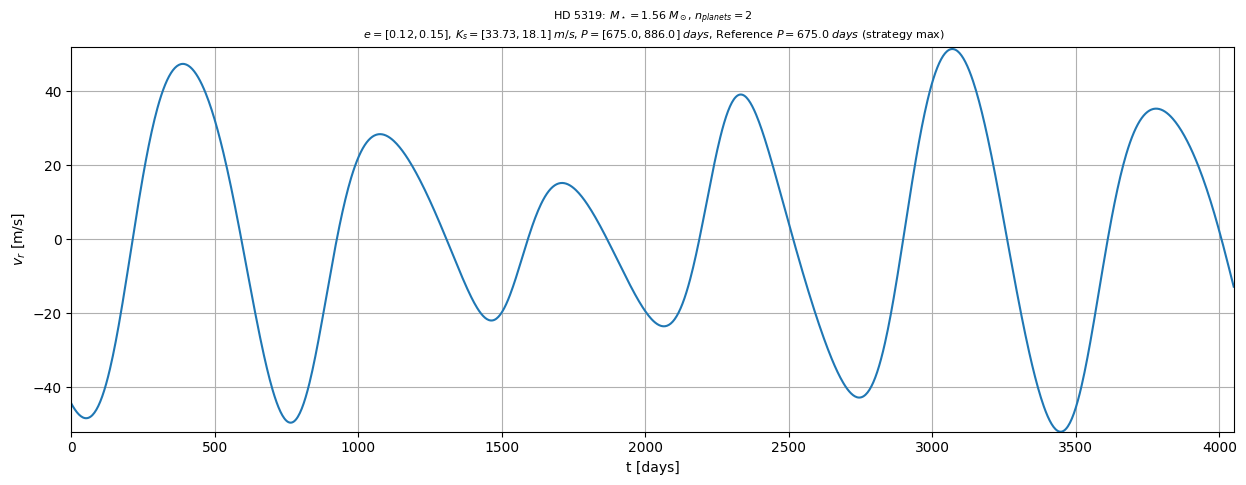 HD 5319: M⋆ = 1.56 M⊙, nplanets = 2
e = [0.12, 0.15], Ks = [33.73, 18.1] m/s, P = [675.0, 886.0] days, Reference P = 675.0 days (strategy max)
40
20
0
−20
−40
vr [m/s]
0 500 1000 1500 2000 2500 3000 3500 4000
t [days]